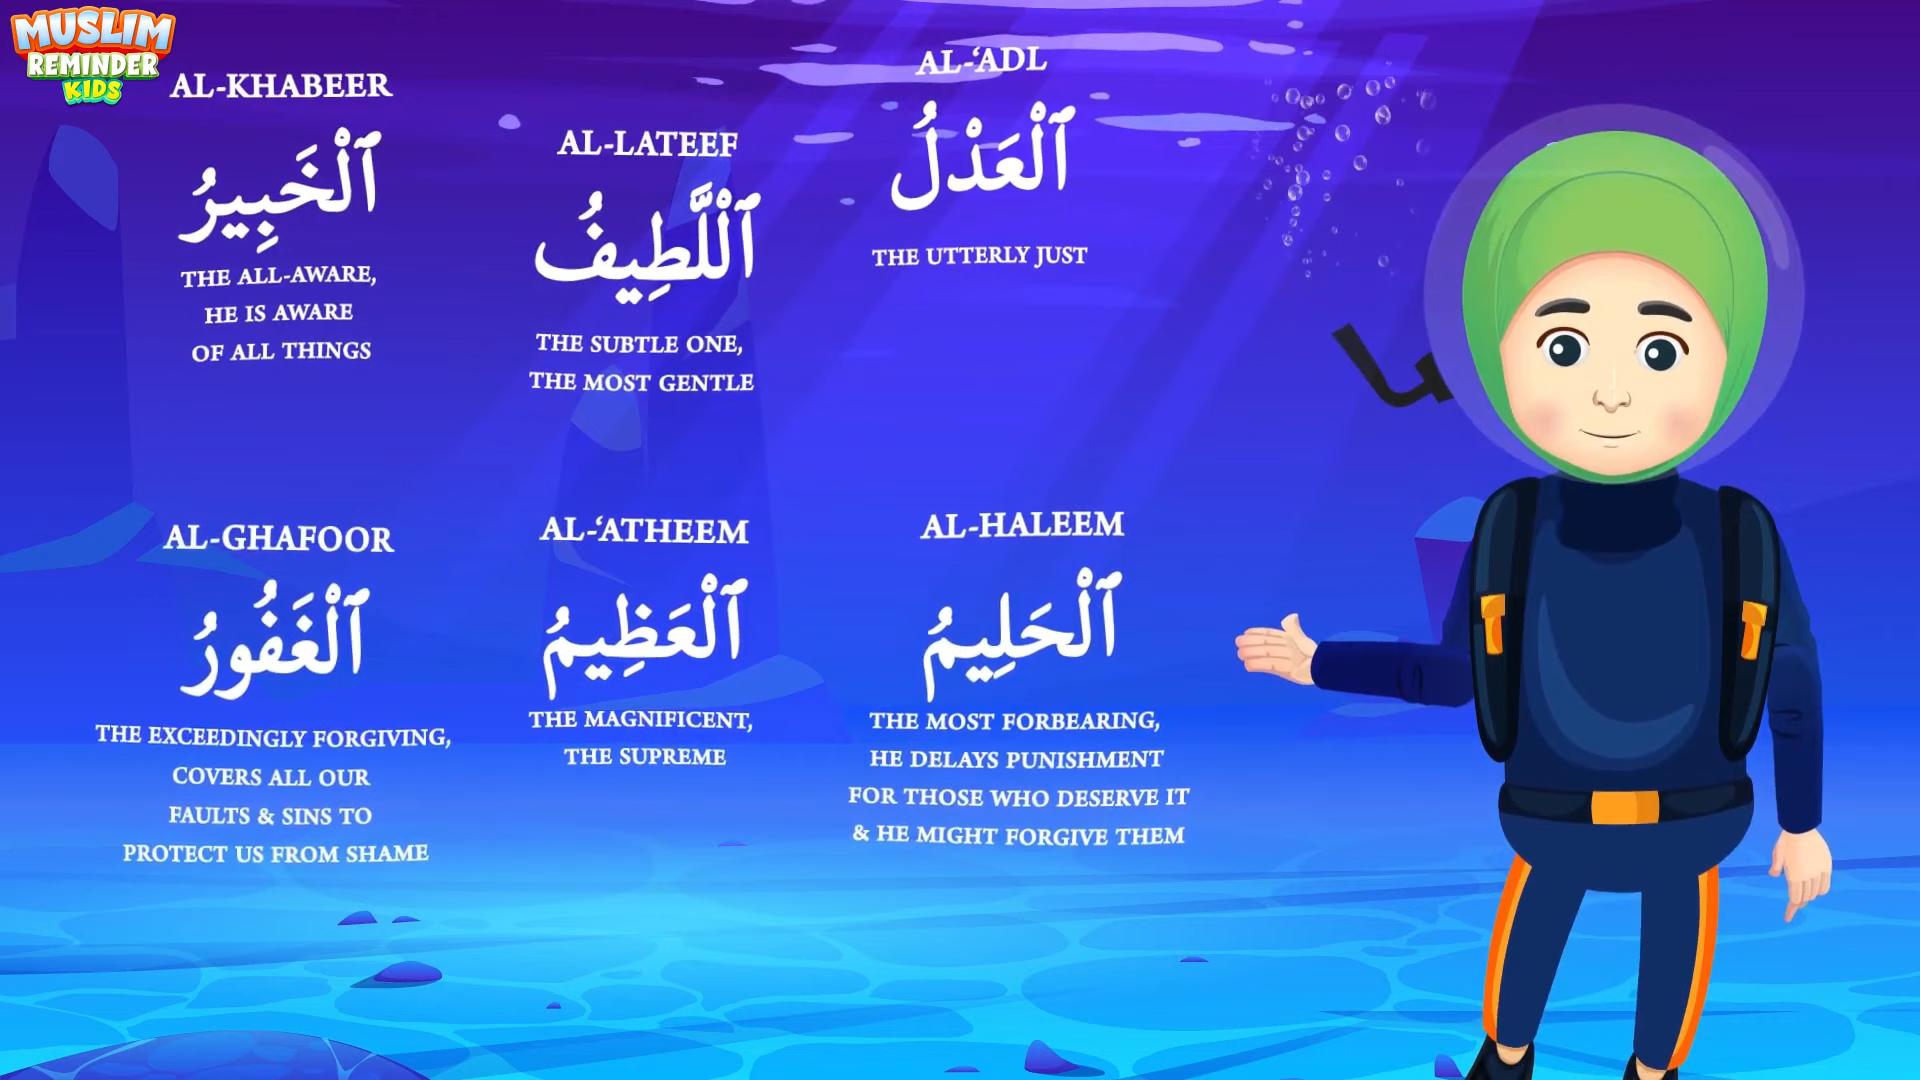 MUSLIM
REMINDER
KIDS
AL-KHABEER
ٱلْخَبِيرُ
THE ALL-AWARE,
HE IS AWARE
OF ALL THINGS
AL-LATEEF
ٱللَّطِيفُ
THE SUBTLE ONE,
THE MOST GENTLE
AL-‘ADL
ٱلْعَدْلُ
THE UTTERLY JUST
AL-GHAFOOR
ٱلْغَفُورُ
THE EXCEEDINGLY FORGIVING,
COVERS ALL OUR
FAULTS & SINS TO
PROTECT US FROM SHAME
AL-‘ATHEEM
ٱلْعَظِيمُ
THE MAGNIFICENT,
THE SUPREME
AL-HALEEM
ٱلْحَلِيمُ
THE MOST FORBEARING,
HE DELAYS PUNISHMENT
FOR THOSE WHO DESERVE IT
& HE MIGHT FORGIVE THEM